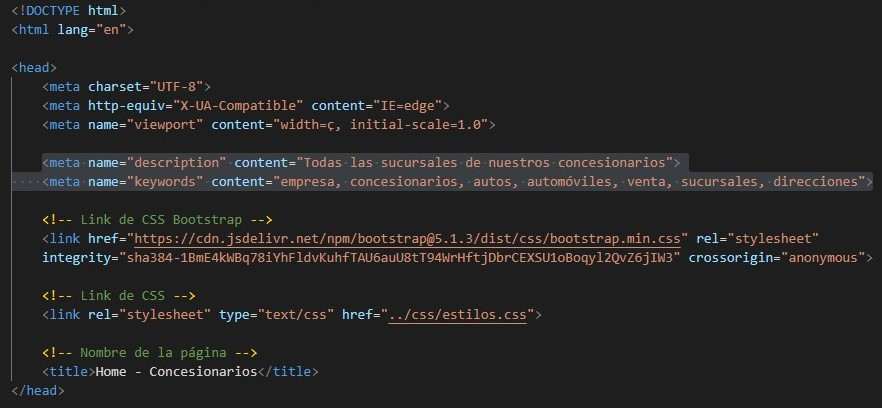 <!DOCTYPE html>
<html lang="en">
<head>
<meta charset="UTF-8">
<meta http-equiv="X-UA-Compatible" content="IE=edge">
<meta name="viewport" content="width=ç, initial-scale=1.0">
<meta name="description" content="Todas las sucursales de nuestros concesionarios">
<meta name="keywords" content="empresa, concesionarios, autos, automóviles, venta, sucursales, direcciones">
<!-- Link de CSS Bootstrap -->
<link href="https://cdn.jsdelivr.net/npm/bootstrap@5.1.3/dist/css/bootstrap.min.css" rel="stylesheet"
integrity="sha384-1BmE4kWBq78iYhFldvKuhfTAU6auU8tT94WrHftjDbrCEXSU1oBoqyl2QvZ6jIW3" crossorigin="anonymous">
<!-- Link de CSS -->
<link rel="stylesheet" type="text/css" href="../css/estilos.css">
<!-- Nombre de la página -->
<title>Home - Concesionarios</title>
</head>